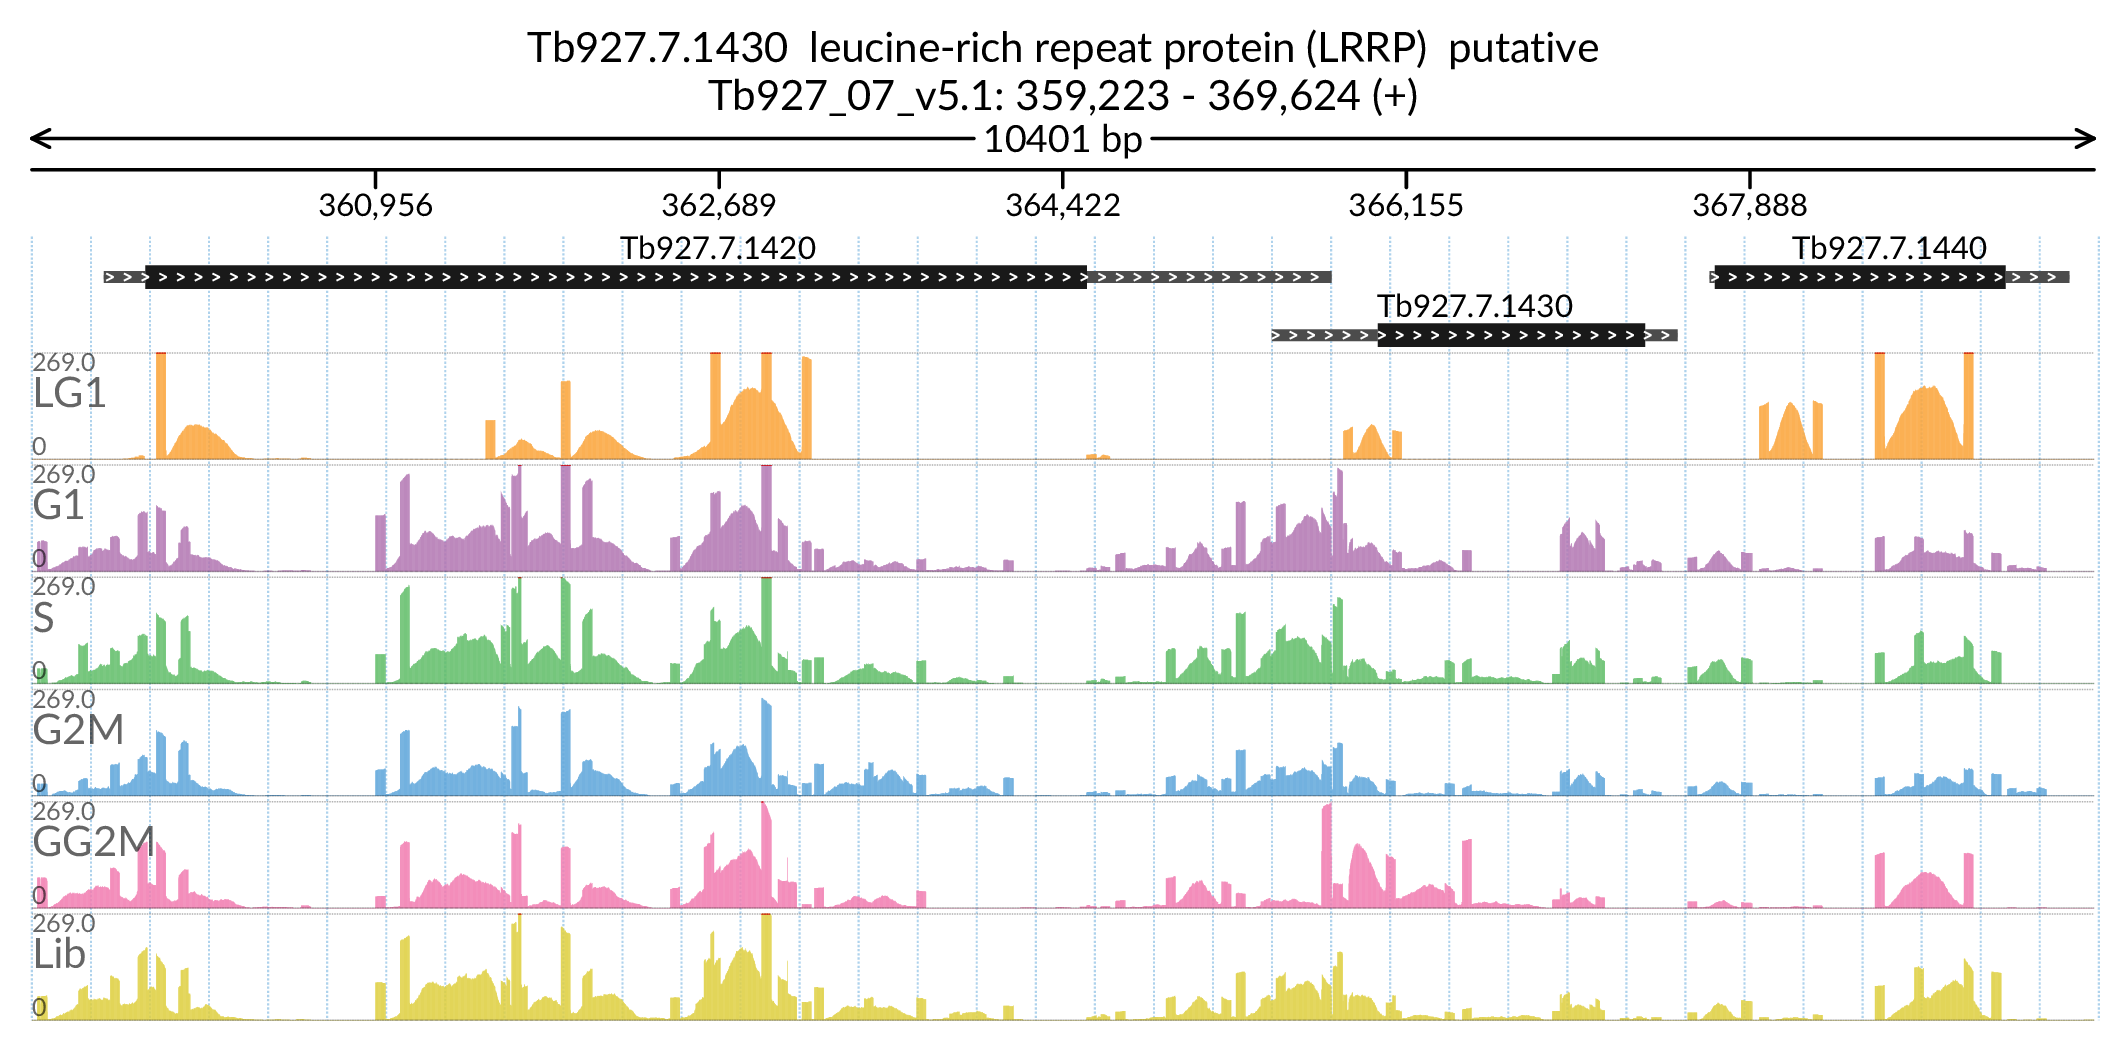 Tb927.7.1430  leucine-rich repeat protein (LRRP)  putative
Tb927_07_v5.1: 359,223 - 369,624 (+)
10401 bp
360,956 362,689 364,422 366,155 367,888
Tb927.7.1420 Tb927.7.1440
Tb927.7.1430
269.0
LG1
0
269.0
G1
0
269.0
S
0
269.0
G2M
0
269.0
GG2M
0
269.0
Lib
0